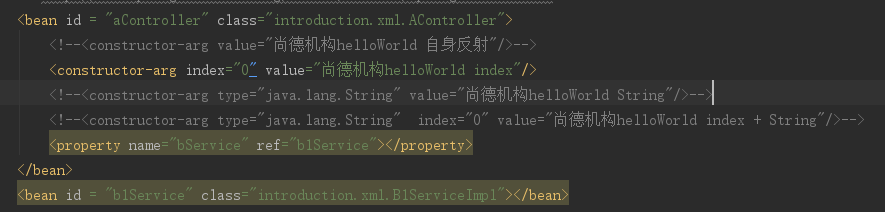 <bean id = "aController" class="introduction.xml.AController">
<!--<constructor-arg value="尚德机构helloWorld 自身反射"/>-->
<constructor-arg index="0" value="尚德机构helloWorld index"/>
<!--<constructor-arg type="java.lang.String" value="尚德机构helloWorld String"/>-->
<!--<constructor-arg type="java.lang.String"  index="0" value="尚德机构helloWorld index + String"/>-->
<property name="bService" ref="b1Service"></property>
</bean>
<bean id = "b1Service" class="introduction.xml.B1ServiceImpl"></bean>